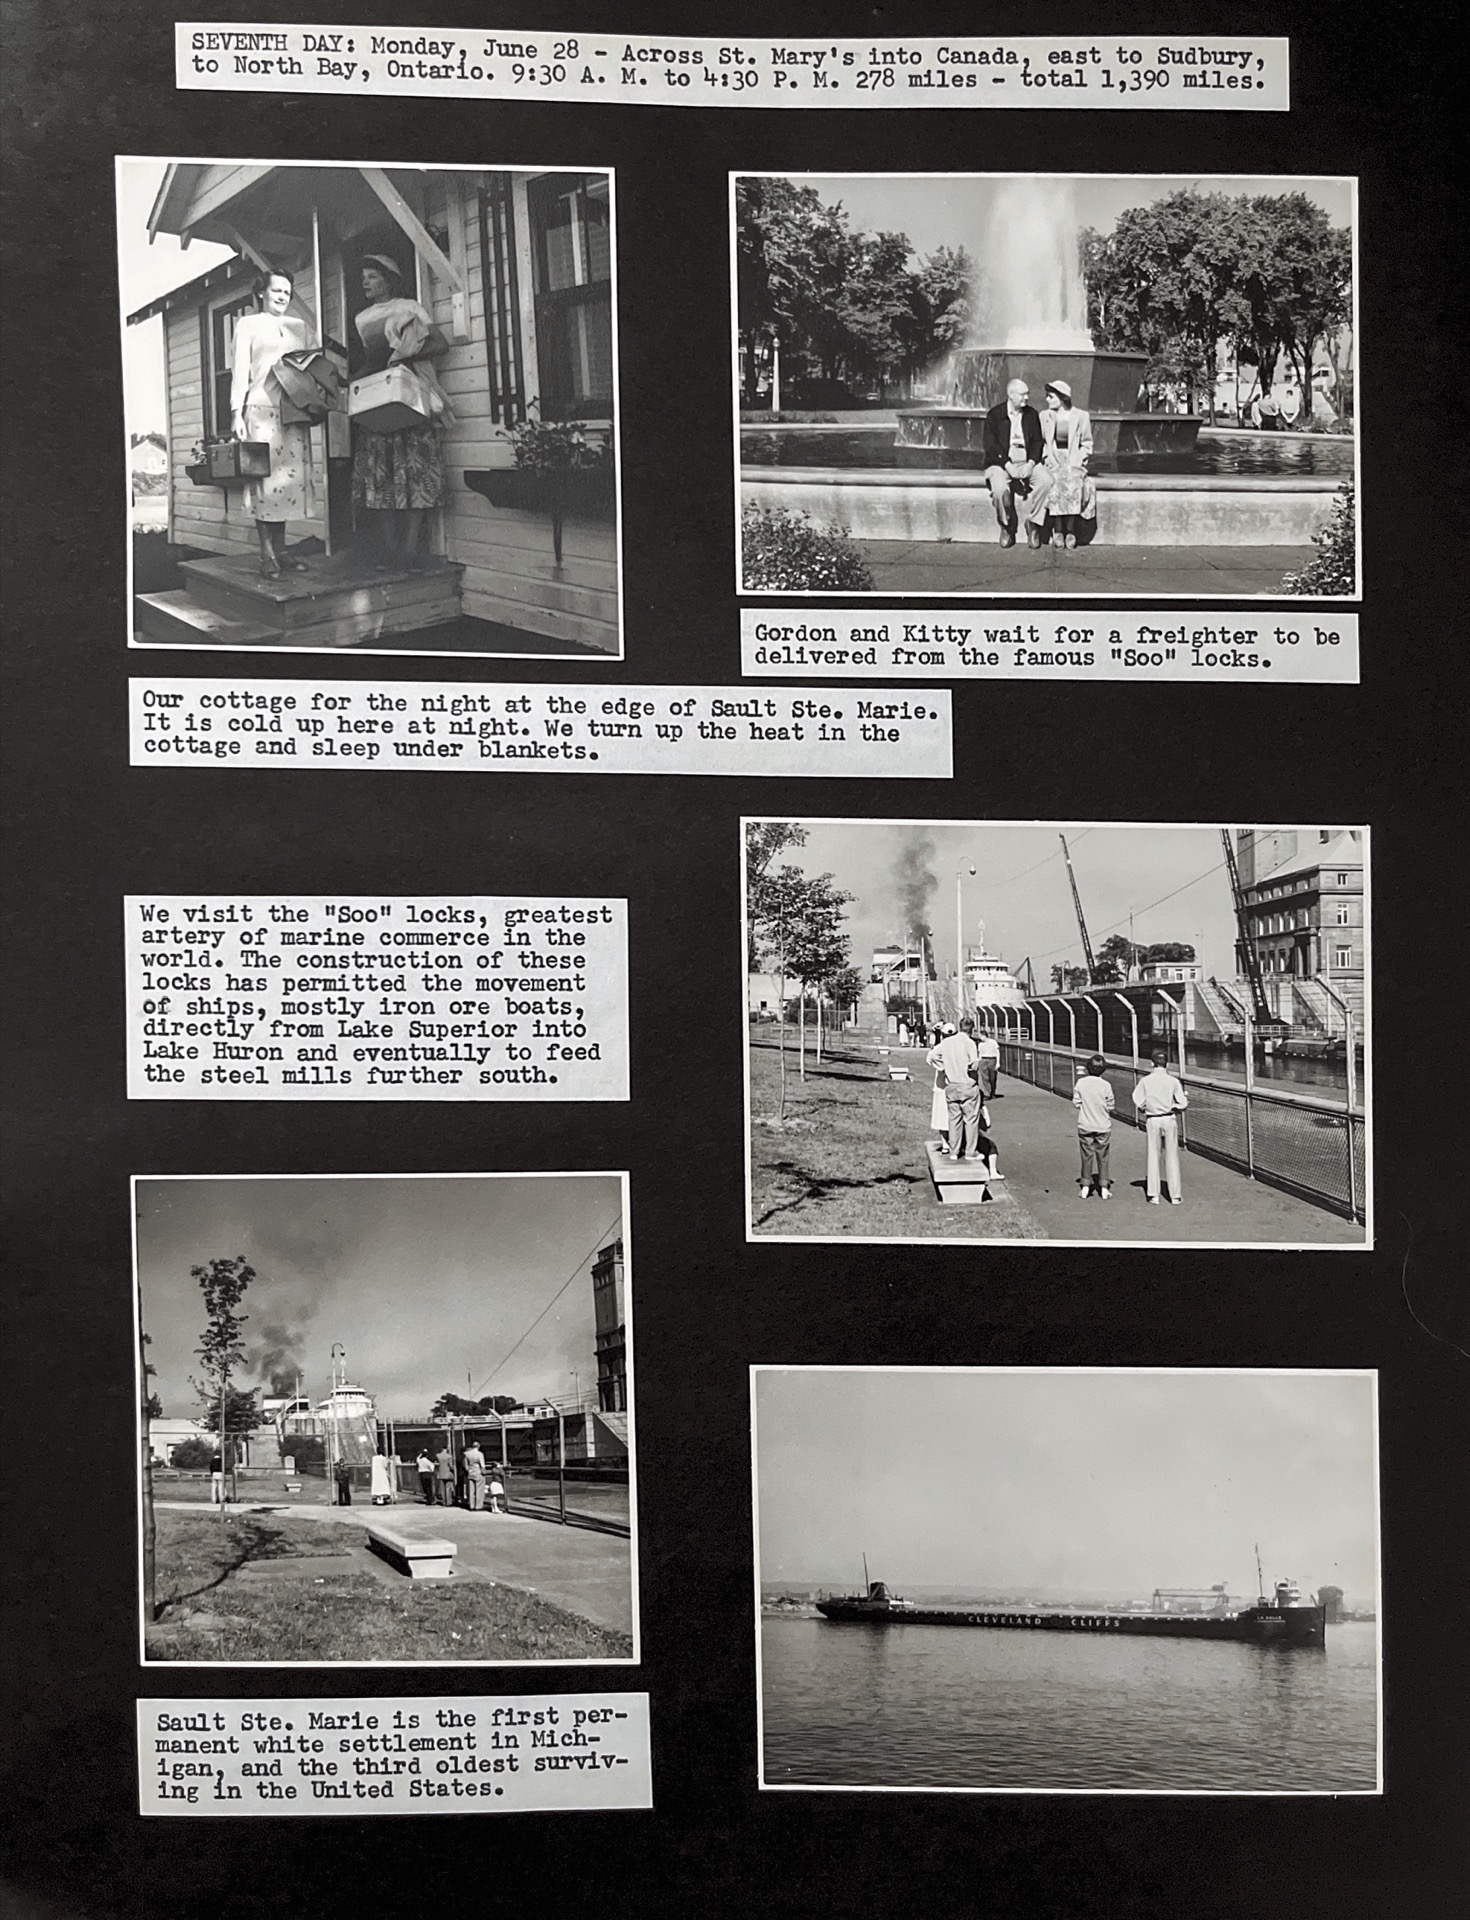 SEVENTH DAY: Monday, June 28 - Across St. Mary's into Canada, east to Sudbury,
to North Bay, Ontario. 9:30 A. M. to 4:30 P. M. 278 miles - total 1,390 miles.
Gordon and Kitty wait for a freighter to be
delivered from the famous "Soo" locks.
Our cottage for the night at the edge of Sault Ste. Marie.
It is cold up here at night. We turn up the heat in the
cottage and sleep under blankets.
We visit the "Soo" locks, greatest
artery of marine commerce in the
world. The construction of these
locks has permitted the movement
of ships, mostly iron ore boats,
directly from Lake Superior into
Lake Huron and eventually to feed
the steel mills further south.
CLEVELAND CLIFFS
LA SALLE
Sault Ste. Marie is the first per-
manent white settlement in Mich-
igan, and the third oldest surviv-
ing in the United States.